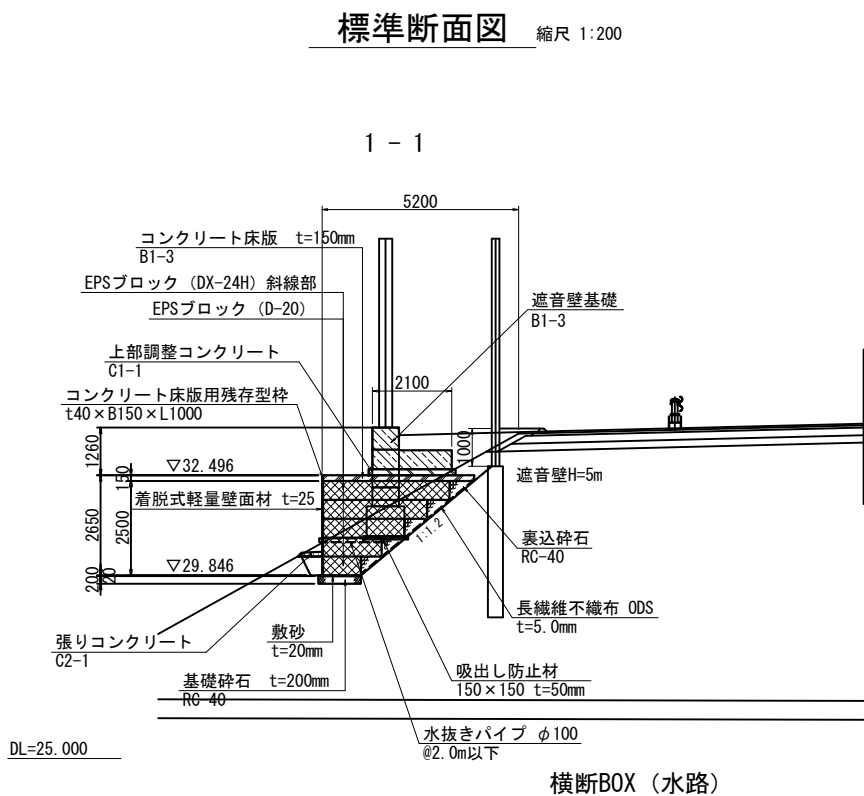 標準断面図 縮尺 1:200
1 - 1
5200
コンクリート床版 t=150mm
B1-3
EPSブロック（DX-24H）斜線部
EPSブロック（D-20）
遮音壁基礎
B1-3
上部調整コンクリート
C1-1
2100
コンクリート床版用残存型枠
t40×B150×L1000
1260
1000
▽32.496
150
遮音壁H=5m
着脱式軽量壁面材 t=25
2650
2500
1:1.2
裏込砕石
RC-40
▽29.846
200
20
長繊維不織布 ODS
t=5.0mm
張りコンクリート
C2-1
敷砂
t=20mm
吸出し防止材
150×150 t=50mm
基礎砕石 t=200mm
RC-40
水抜きパイプ φ100
@2.0m以下
DL=25.000
横断BOX（水路）